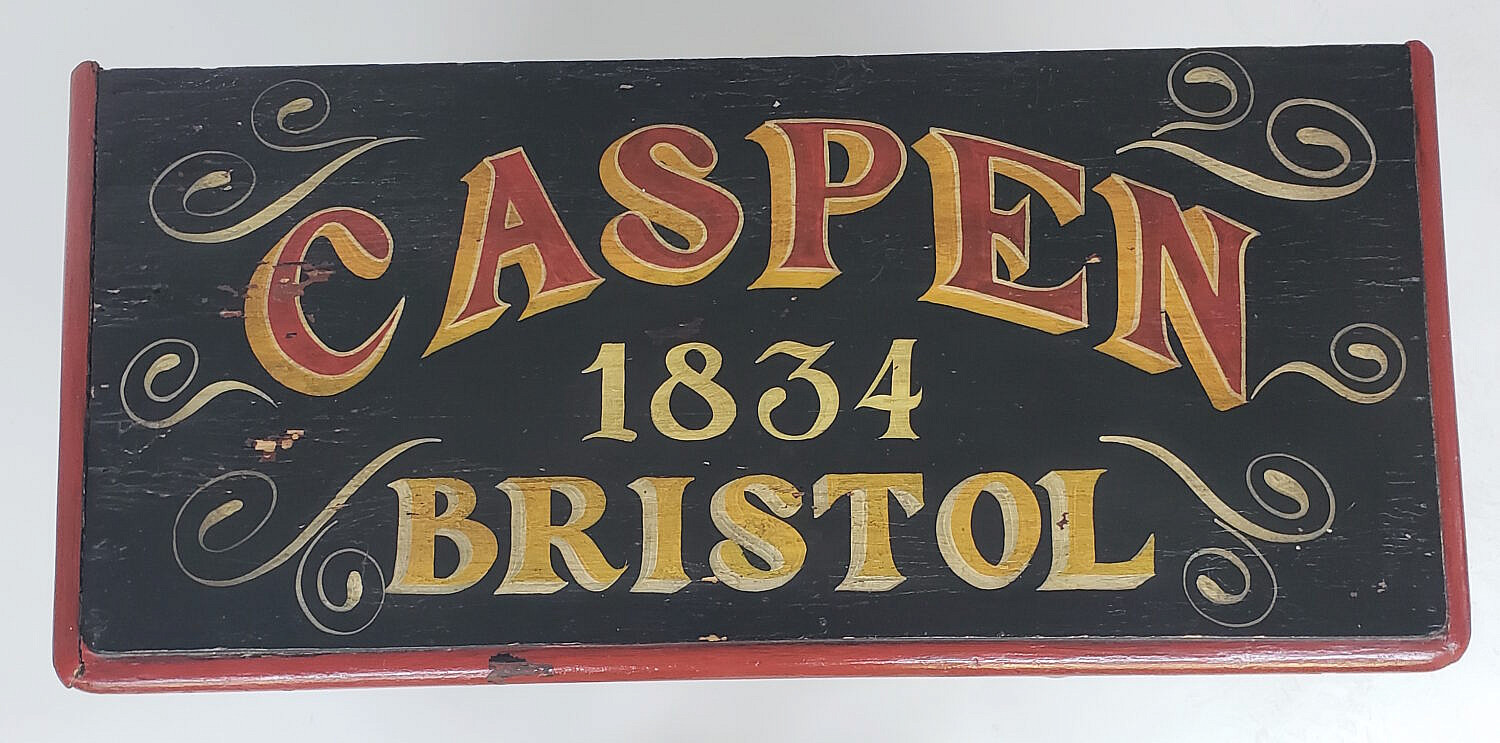 CASPEN
1834
BRISTOL